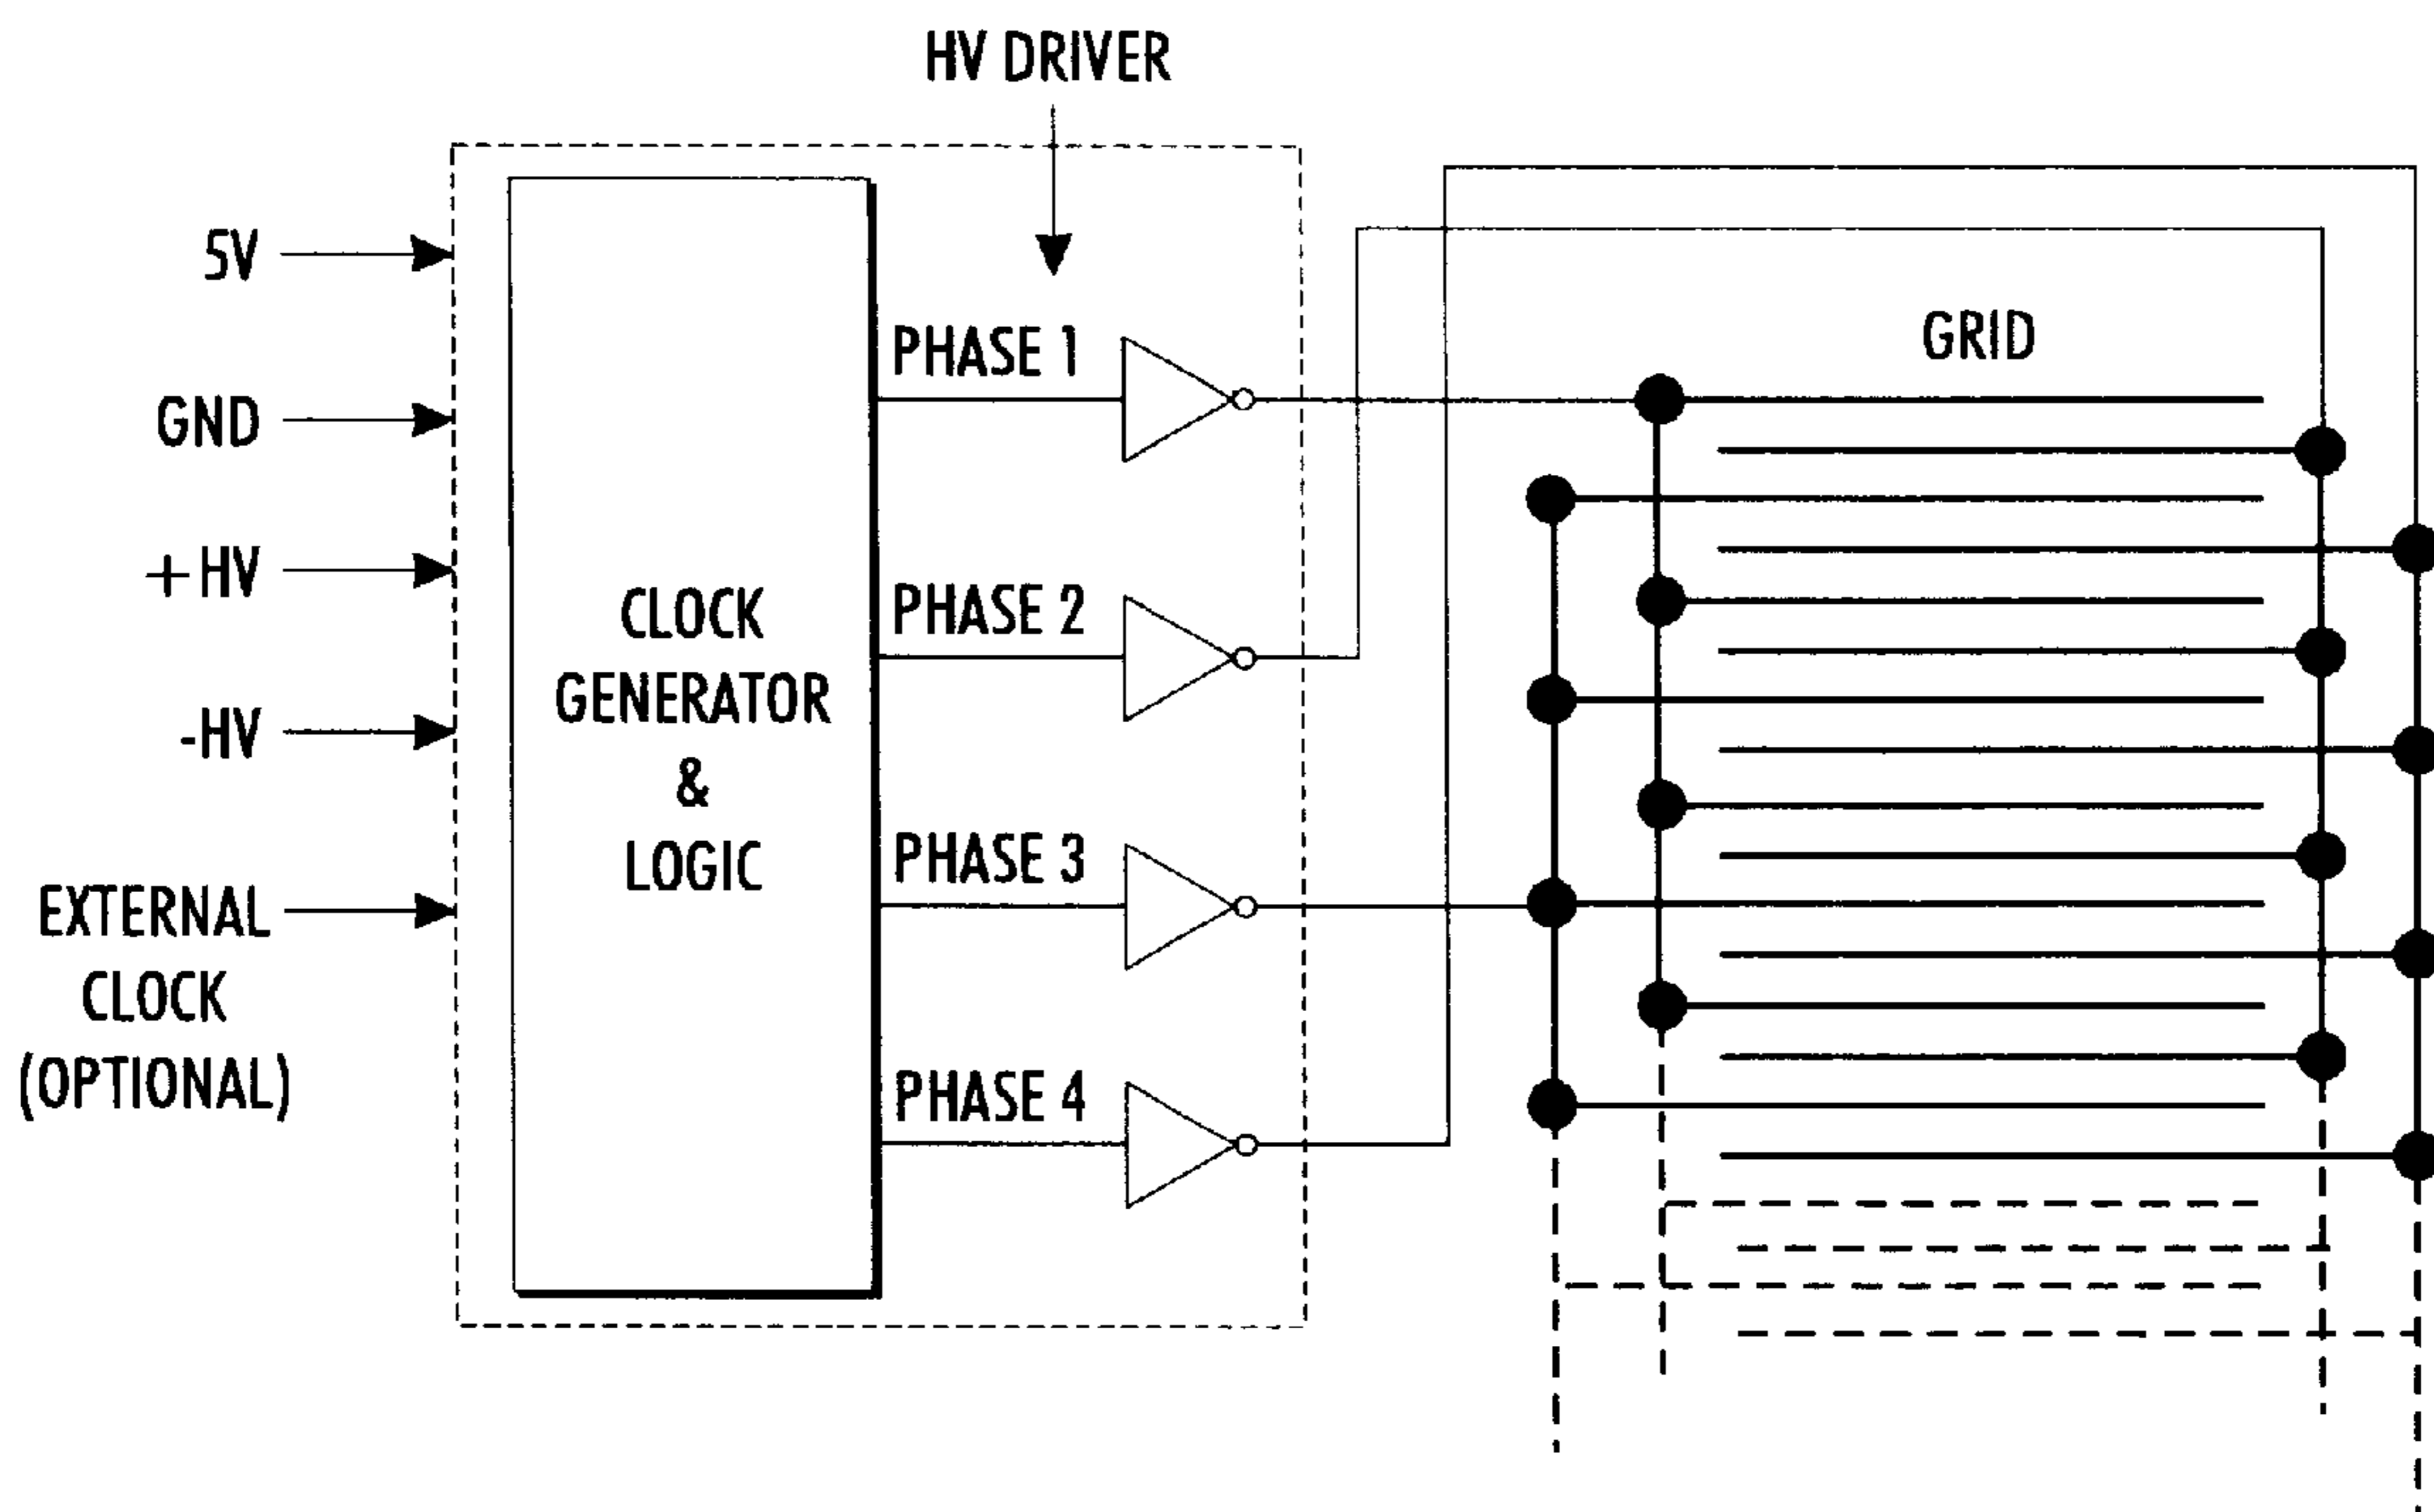 HV DRIVER
5V
GND
+HV
-HV
EXTERNAL
CLOCK
(OPTIONAL)
CLOCK
GENERATOR
&
LOGIC
PHASE 1
PHASE 2
PHASE 3
PHASE 4
GRID